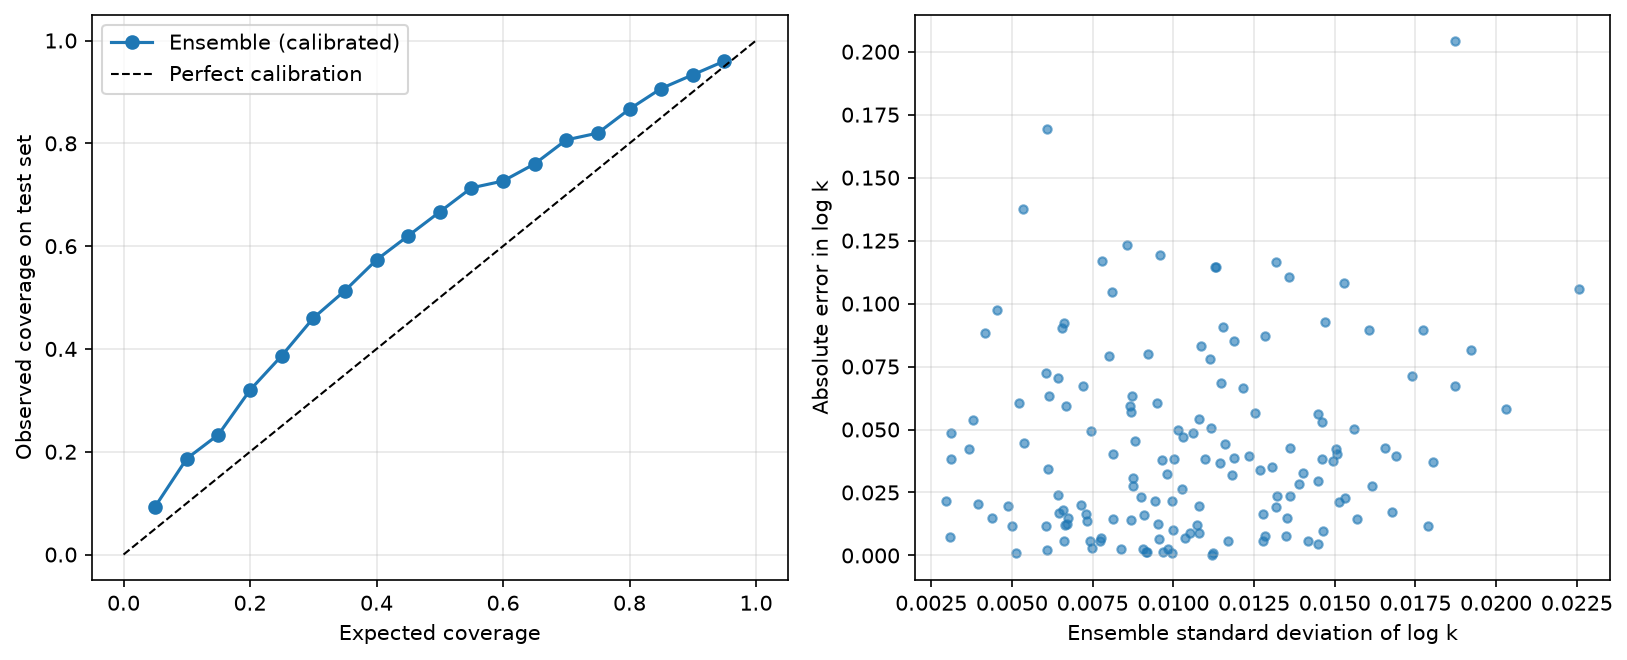 Ensemble (calibrated)
Perfect calibration
1.0
0.8
0.6
0.4
0.2
0.0
Observed coverage on test set
0.0 0.2 0.4 0.6 0.8 1.0
Expected coverage
0.200
0.175
0.150
0.125
0.100
0.075
0.050
0.025
0.000
Absolute error in log k
0.0025 0.0050 0.0075 0.0100 0.0125 0.0150 0.0175 0.0200 0.0225
Ensemble standard deviation of log k